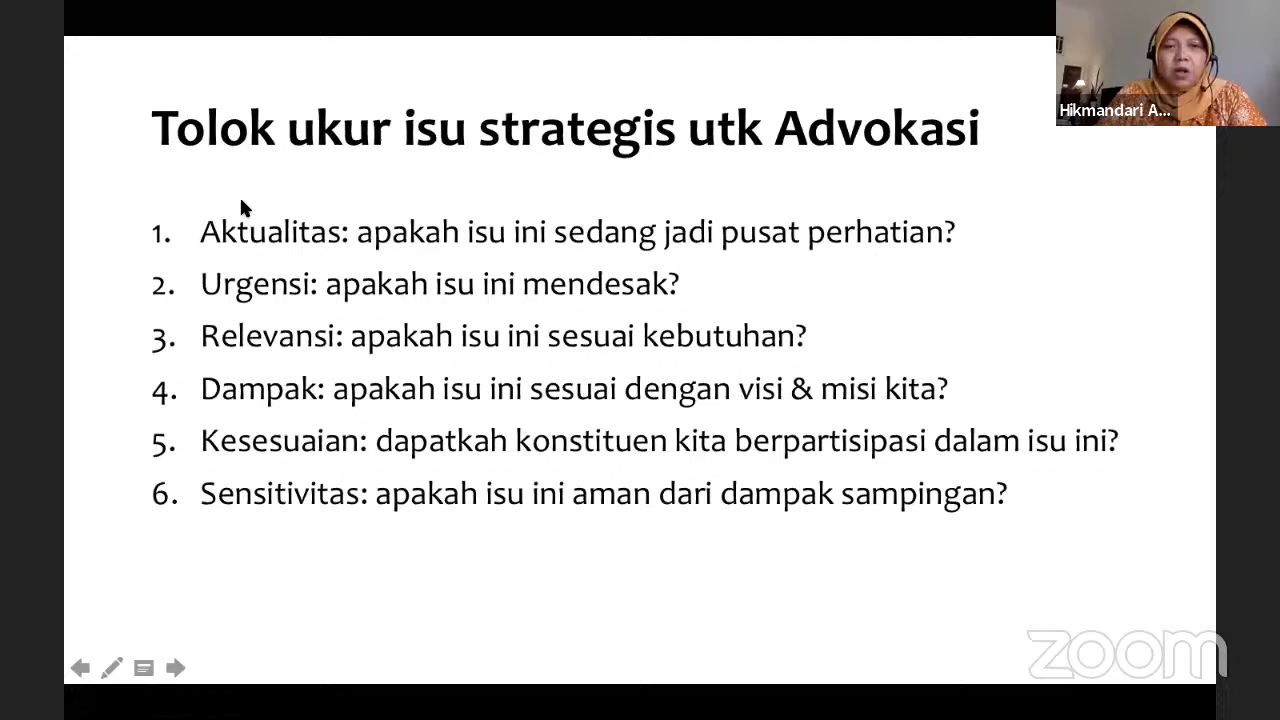 Hikmandari A...
Tolok ukur isu strategis utk Advokasi
1. Aktualitas: apakah isu ini sedang jadi pusat perhatian?
2. Urgensi: apakah isu ini mendesak?
3. Relevansi: apakah isu ini sesuai kebutuhan?
4. Dampak: apakah isu ini sesuai dengan visi & misi kita?
5. Kesesuaian: dapatkah konstituen kita berpartisipasi dalam isu ini?
6. Sensitivitas: apakah isu ini aman dari dampak sampingan?
zoom